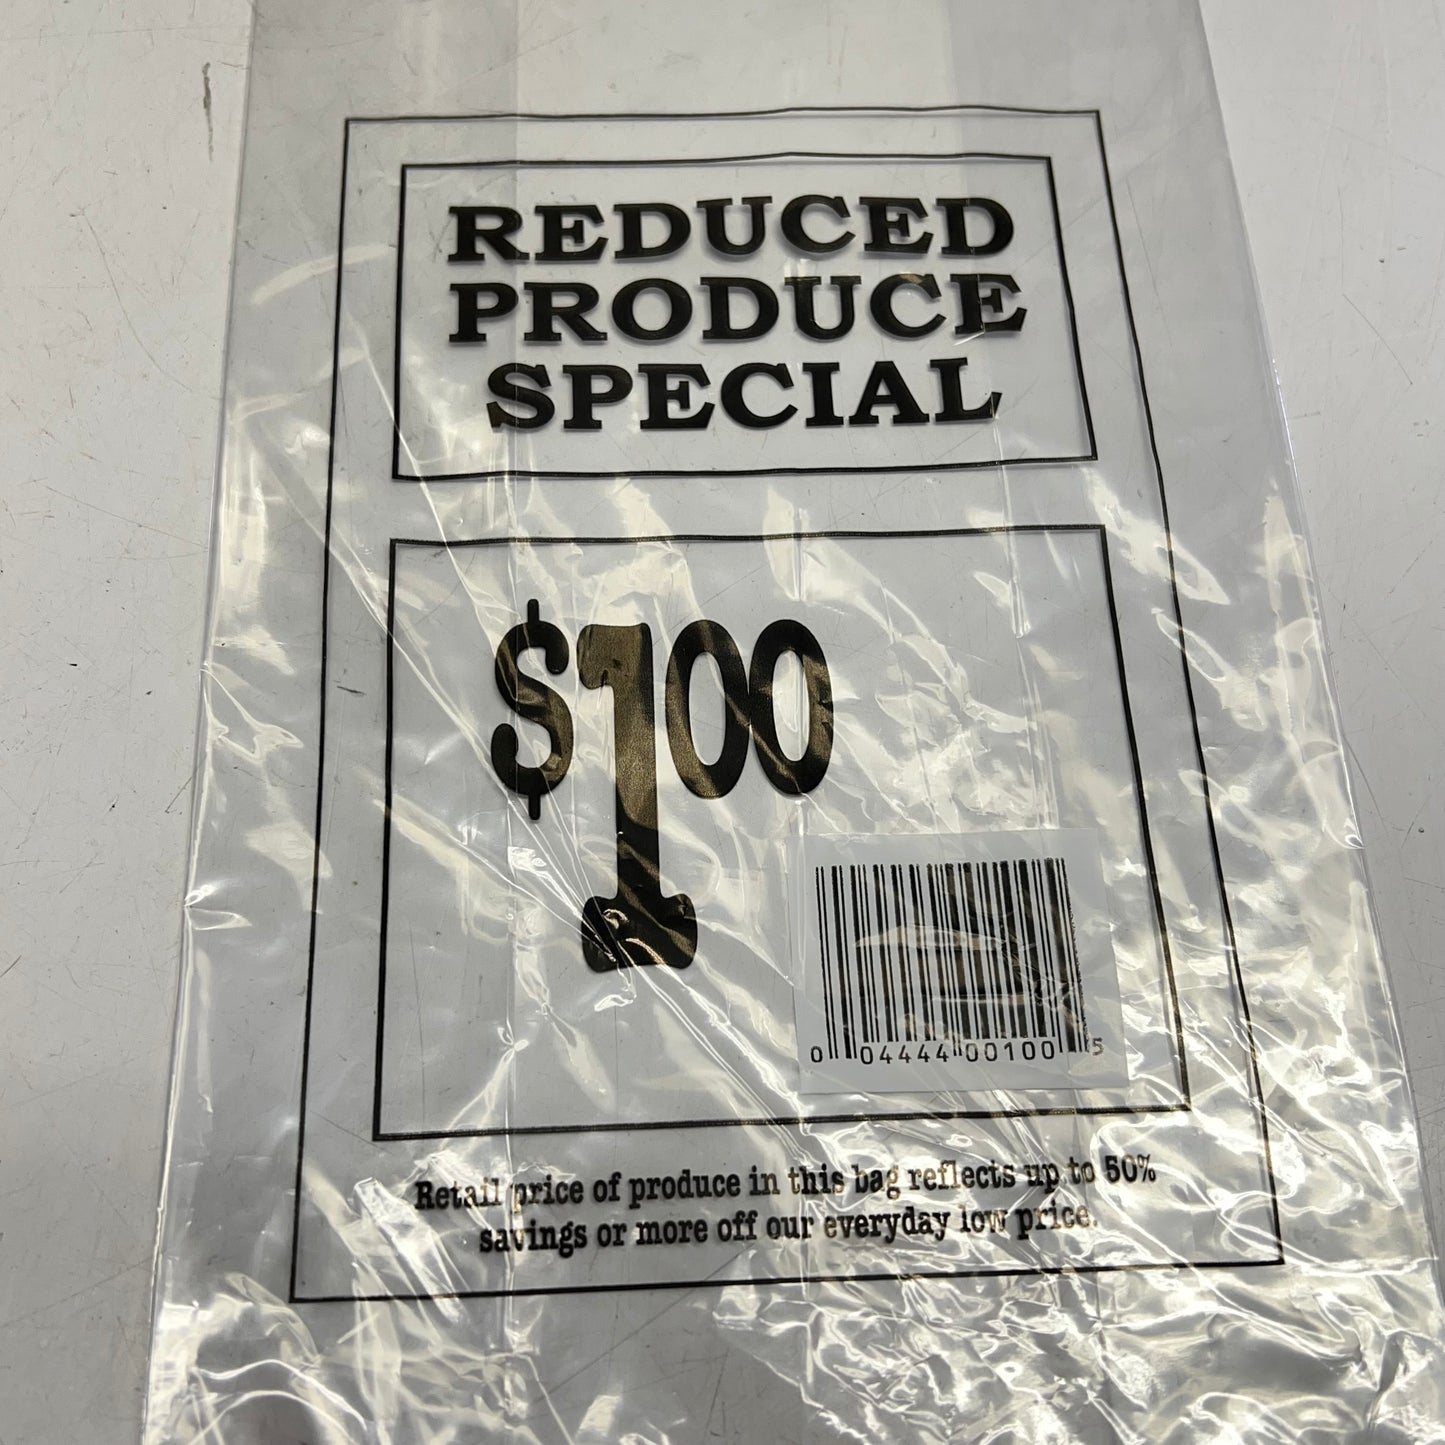 REDUCED
PRODUCE
SPECIAL
$100
0 04444 00100 5
Retail price of produce in this bag reflects up to 50%
savings or more off our everyday low price.